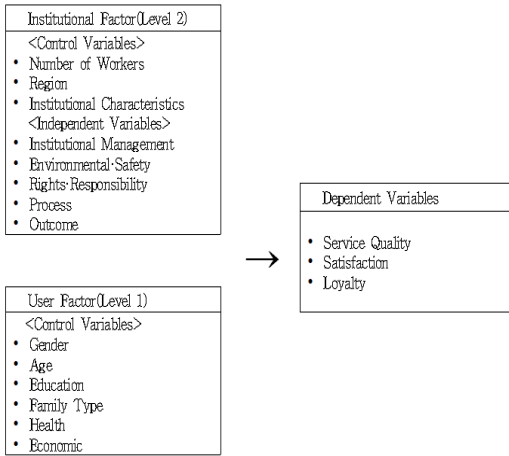 Institutional Factor(Level 2)
<Control Variables>
• Number of Workers
• Region
• Institutional Characteristics
<Independent Variables>
• Institutional Management
• Environmental·Safety
• Rights·Responsibility
• Process
• Outcome
→
Dependent Variables
• Service Quality
• Satisfaction
• Loyalty
User Factor(Level 1)
<Control Variables>
• Gender
• Age
• Education
• Family Type
• Health
• Economic